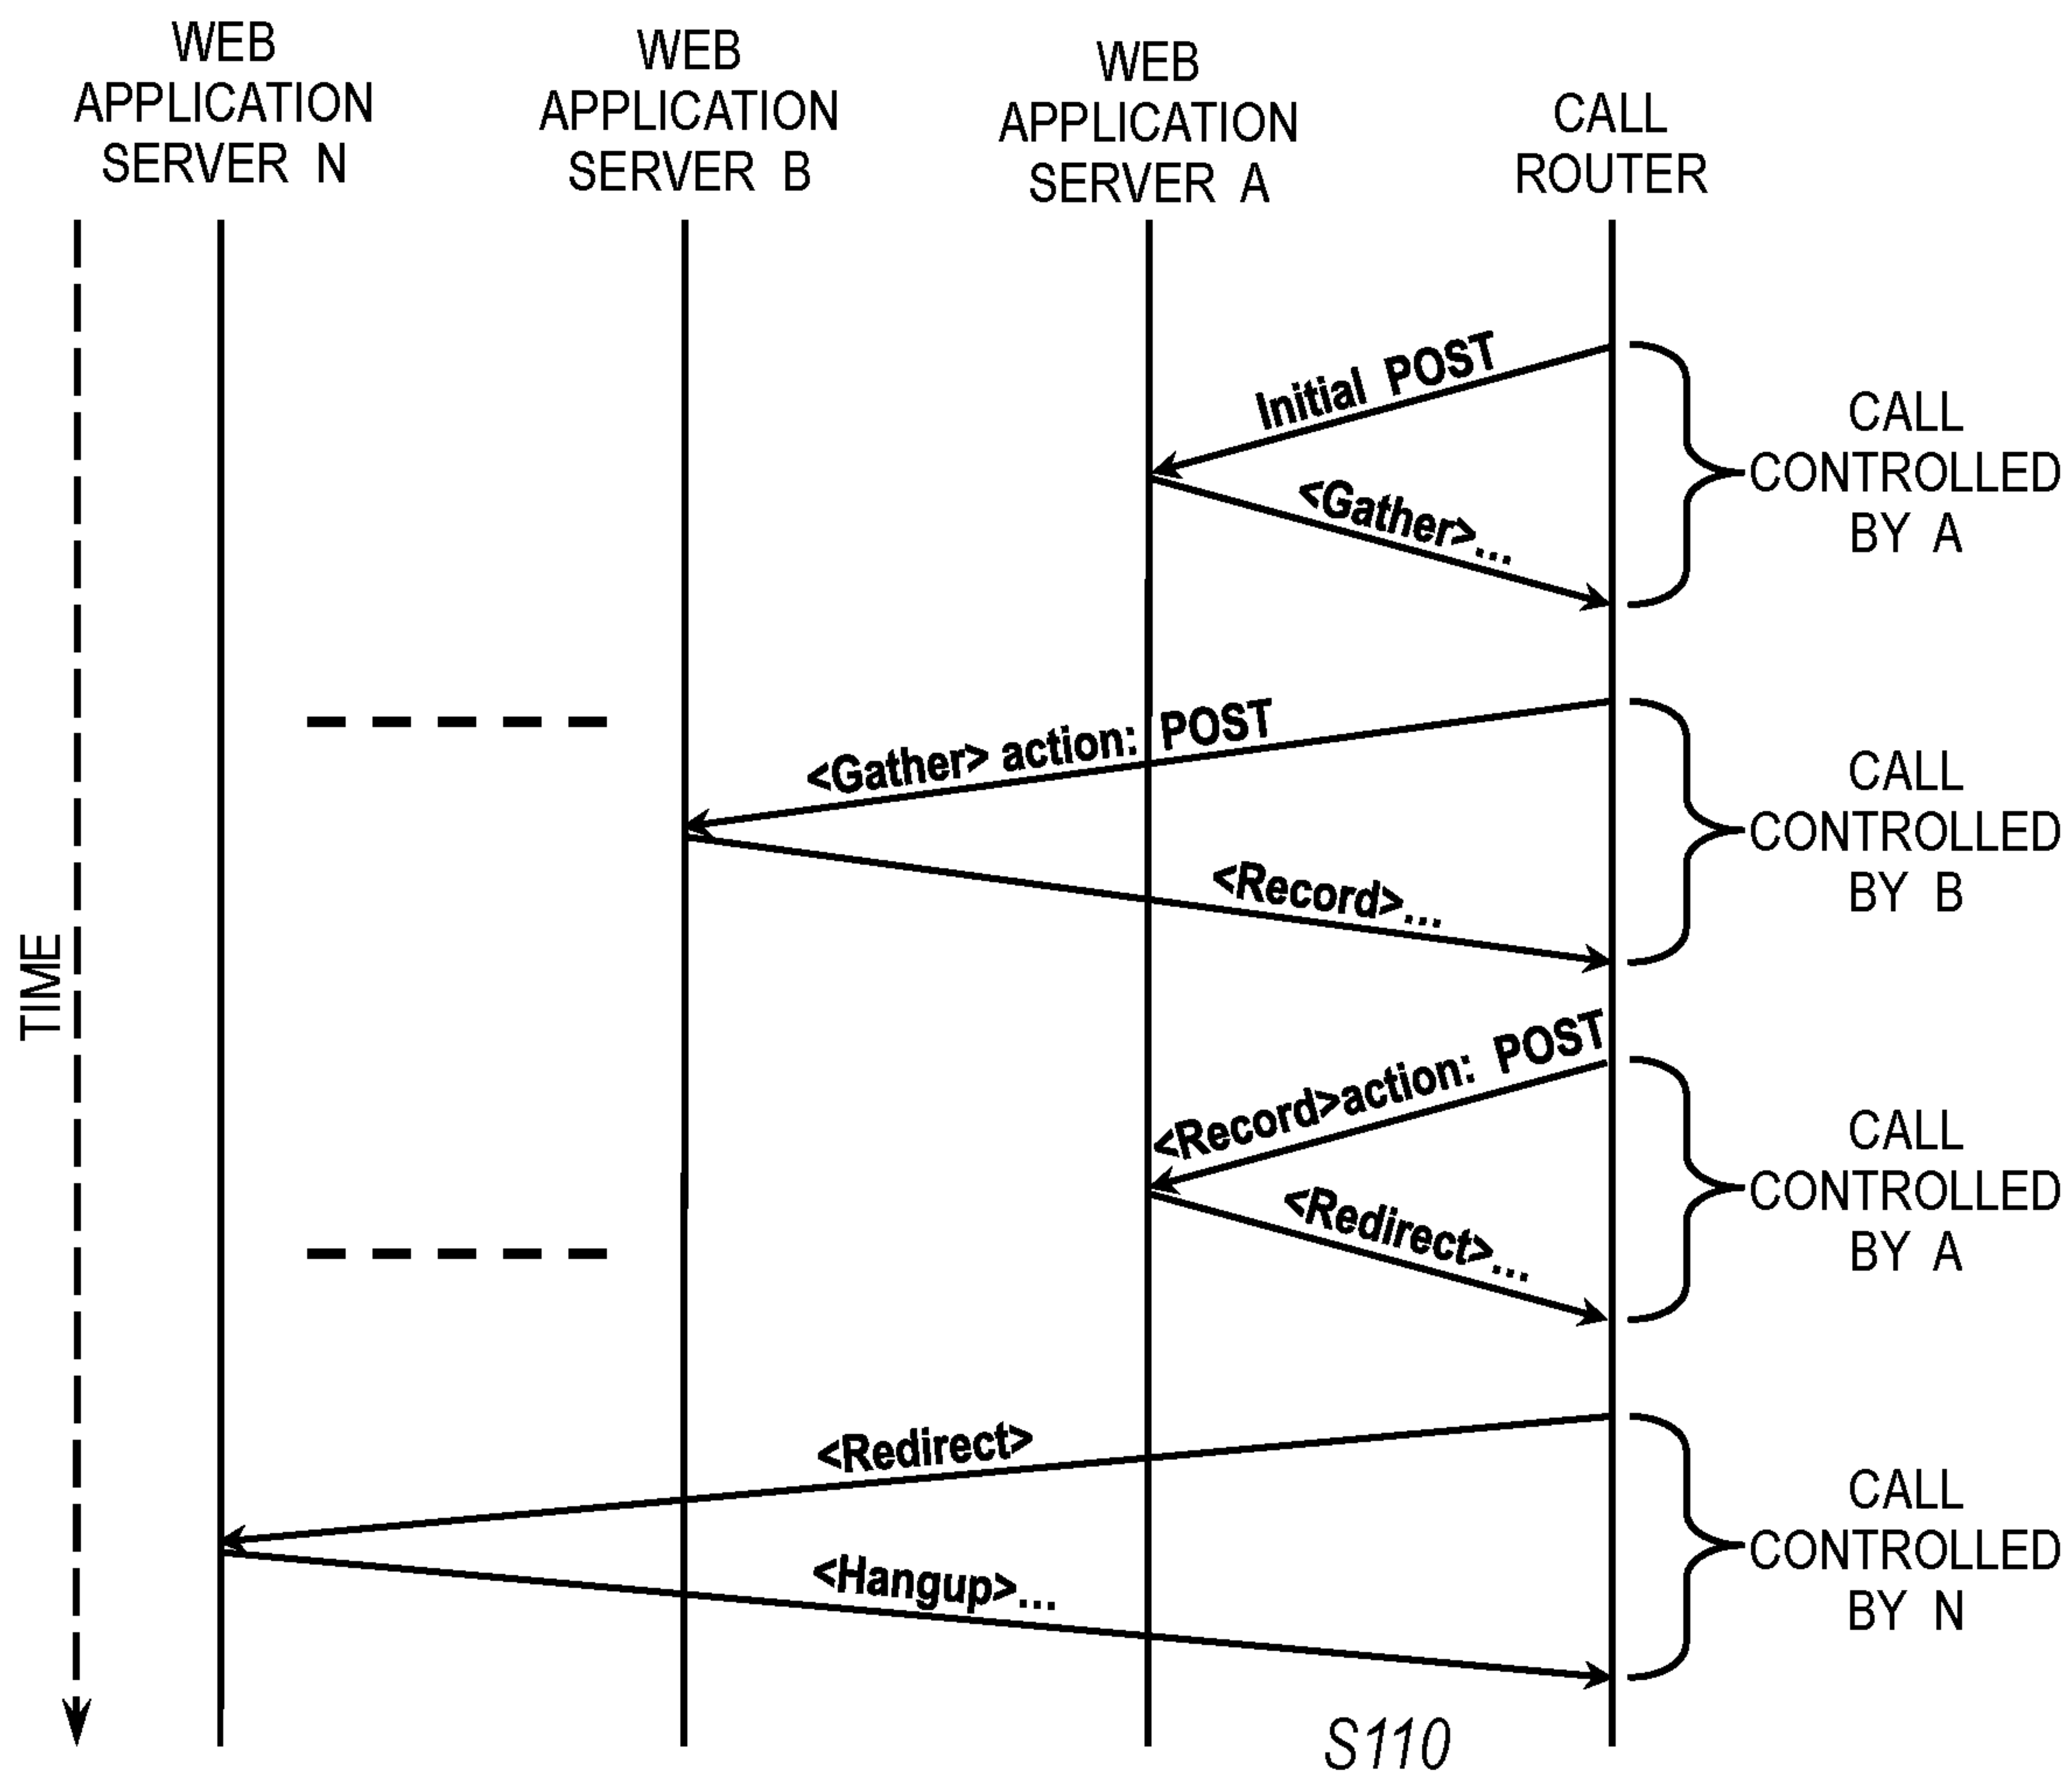 WEB
APPLICATION
SERVER N
WEB
APPLICATION
SERVER B
WEB
APPLICATION
SERVER A
CALL
ROUTER
Initial POST
<Gather>...
CALL
CONTROLLED
BY A
<Gather> action: POST
<Record>...
CALL
CONTROLLED
BY B
TIME
<Record>action: POST
<Redirect>...
CALL
CONTROLLED
BY A
<Redirect>
<Hangup>...
CALL
CONTROLLED
BY N
S110